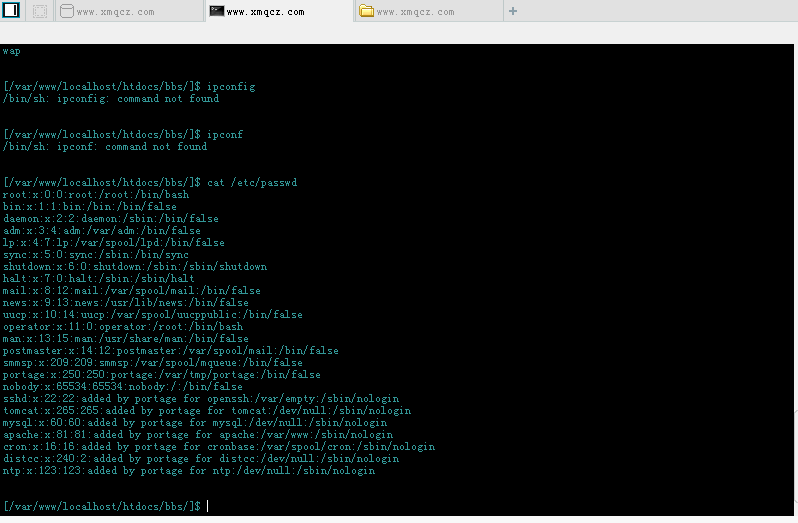 www.xmqcz.com www.xmqcz.com www.xmqcz.com +
wap
[/var/www/localhost/htdocs/bbs/]$ ipconfig
/bin/sh: ipconfig: command not found
[/var/www/localhost/htdocs/bbs/]$ ipconf
/bin/sh: ipconf: command not found
[/var/www/localhost/htdocs/bbs/]$ cat /etc/passwd
root:x:0:0:root:/root:/bin/bash
bin:x:1:1:bin:/bin:/bin/false
daemon:x:2:2:daemon:/sbin:/bin/false
adm:x:3:4:adm:/var/adm:/bin/false
lp:x:4:7:lp:/var/spool/lpd:/bin/false
sync:x:5:0:sync:/sbin:/bin/sync
shutdown:x:6:0:shutdown:/sbin:/sbin/shutdown
halt:x:7:0:halt:/sbin:/sbin/halt
mail:x:8:12:mail:/var/spool/mail:/bin/false
news:x:9:13:news:/usr/lib/news:/bin/false
uucp:x:10:14:uucp:/var/spool/uucppublic:/bin/false
operator:x:11:0:operator:/root:/bin/bash
man:x:13:15:man:/usr/share/man:/bin/false
postmaster:x:14:12:postmaster:/var/spool/mail:/bin/false
smmsp:x:209:209:smmsp:/var/spool/mqueue:/bin/false
portage:x:250:250:portage:/var/tmp/portage:/bin/false
nobody:x:65534:65534:nobody:/:/bin/false
sshd:x:22:22:added by portage for openssh:/var/empty:/sbin/nologin
tomcat:x:265:265:added by portage for tomcat:/dev/null:/sbin/nologin
mysql:x:60:60:added by portage for mysql:/dev/null:/sbin/nologin
apache:x:81:81:added by portage for apache:/var/www:/sbin/nologin
cron:x:16:16:added by portage for cronbase:/var/spool/cron:/sbin/nologin
distcc:x:240:2:added by portage for distcc:/dev/null:/sbin/nologin
ntp:x:123:123:added by portage for ntp:/dev/null:/sbin/nologin
[/var/www/localhost/htdocs/bbs/]$